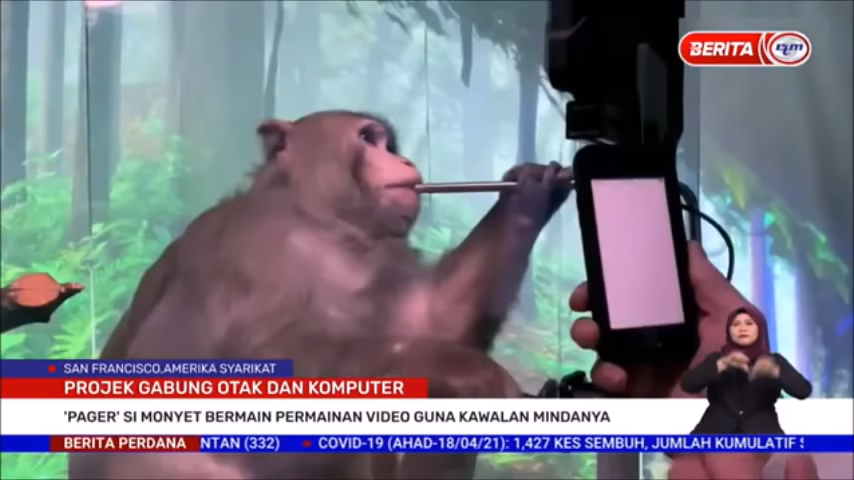 BERITA rtm
SAN FRANCISCO,AMERIKA SYARIKAT
PROJEK GABUNG OTAK DAN KOMPUTER
'PAGER' SI MONYET BERMAIN PERMAINAN VIDEO GUNA KAWALAN MINDANYA
BERITA PERDANA NTAN (332) COVID-19 (AHAD-18/04/21): 1,427 KES SEMBUH, JUMLAH KUMULATIF